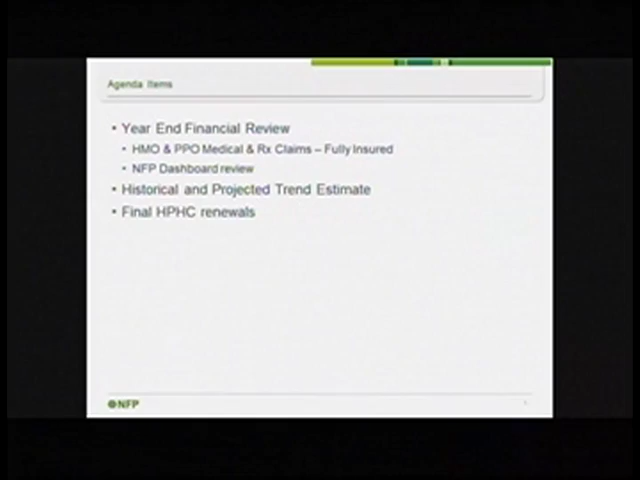 Agenda Items
• Year End Financial Review
• HMO & PPO Medical & Rx Claims – Fully Insured
• NFP Dashboard review
• Historical and Projected Trend Estimate
• Final HPHC renewals
NFP